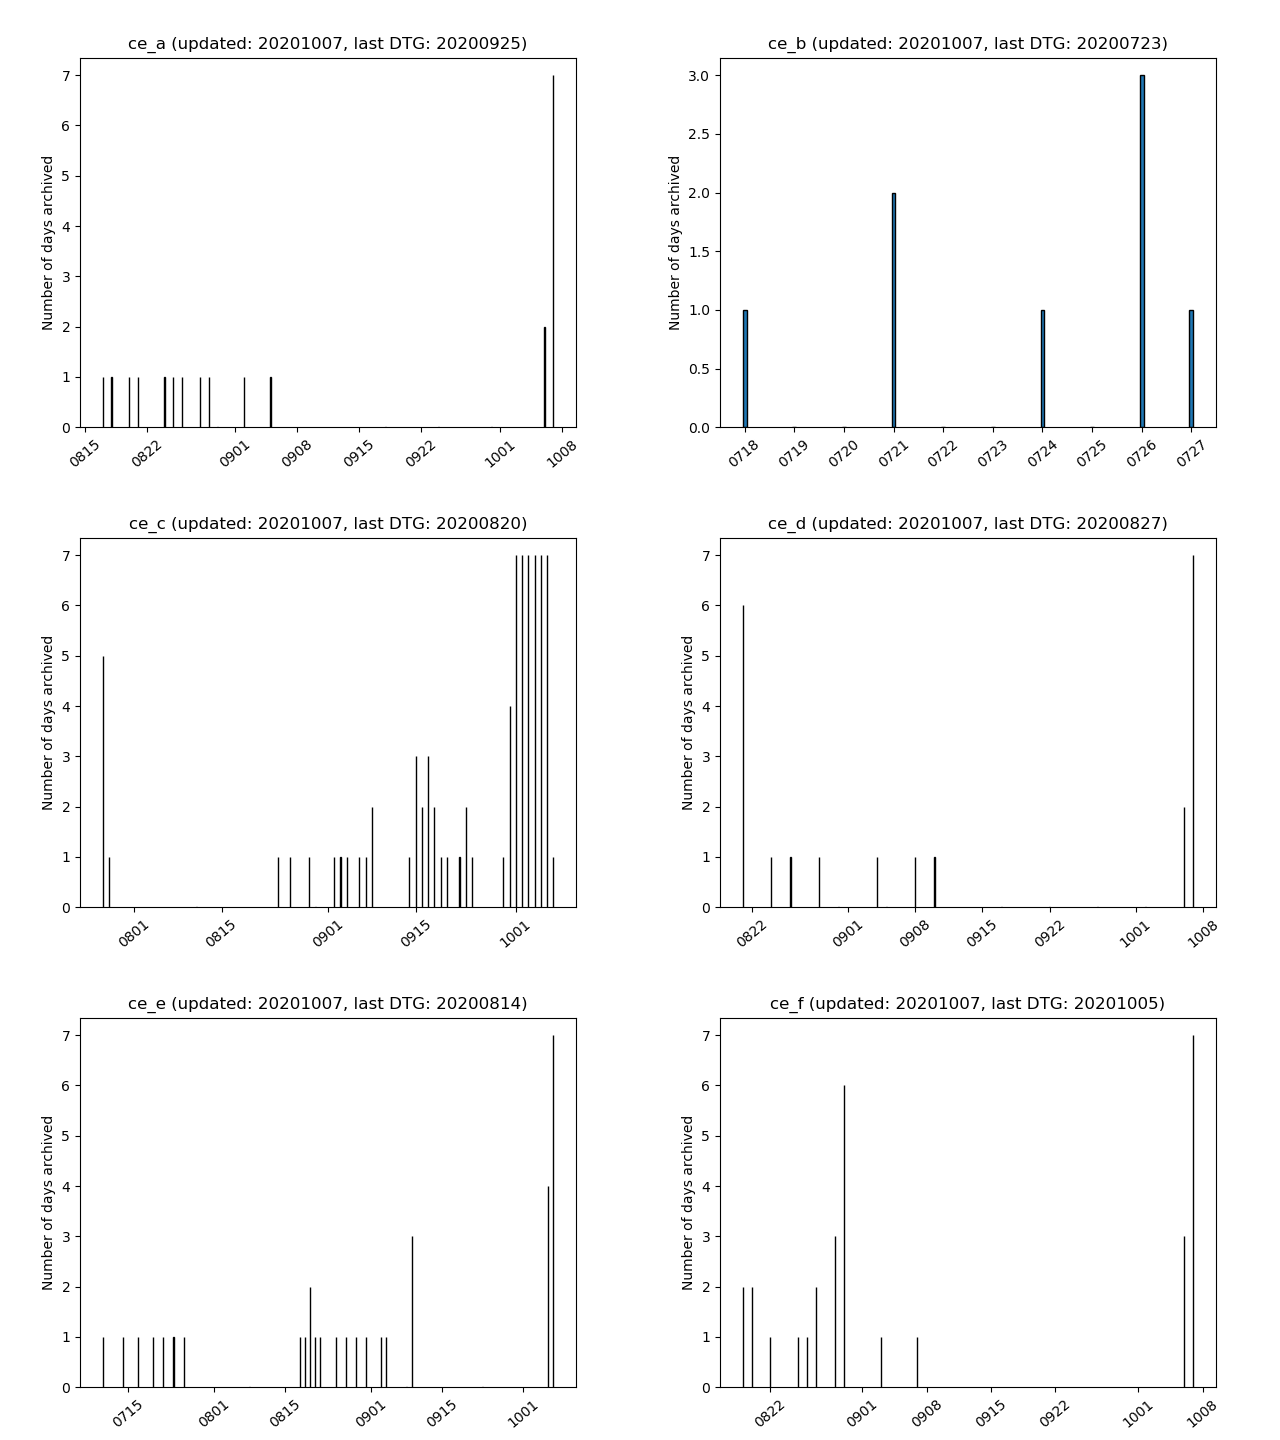 ce_a (updated: 20201007, last DTG: 20200925)
Number of days archived
7
6
5
4
3
2
1
0
0815 0822 0901 0908 0915 0922 1001 1008
ce_b (updated: 20201007, last DTG: 20200723)
Number of days archived
3.0
2.5
2.0
1.5
1.0
0.5
0.0
0718 0719 0720 0721 0722 0723 0724 0725 0726 0727
ce_c (updated: 20201007, last DTG: 20200820)
Number of days archived
7
6
5
4
3
2
1
0
0801 0815 0901 0915 1001
ce_d (updated: 20201007, last DTG: 20200827)
Number of days archived
7
6
5
4
3
2
1
0
0822 0901 0908 0915 0922 1001 1008
ce_e (updated: 20201007, last DTG: 20200814)
Number of days archived
7
6
5
4
3
2
1
0
0715 0801 0815 0901 0915 1001
ce_f (updated: 20201007, last DTG: 20201005)
Number of days archived
7
6
5
4
3
2
1
0
0822 0901 0908 0915 0922 1001 1008